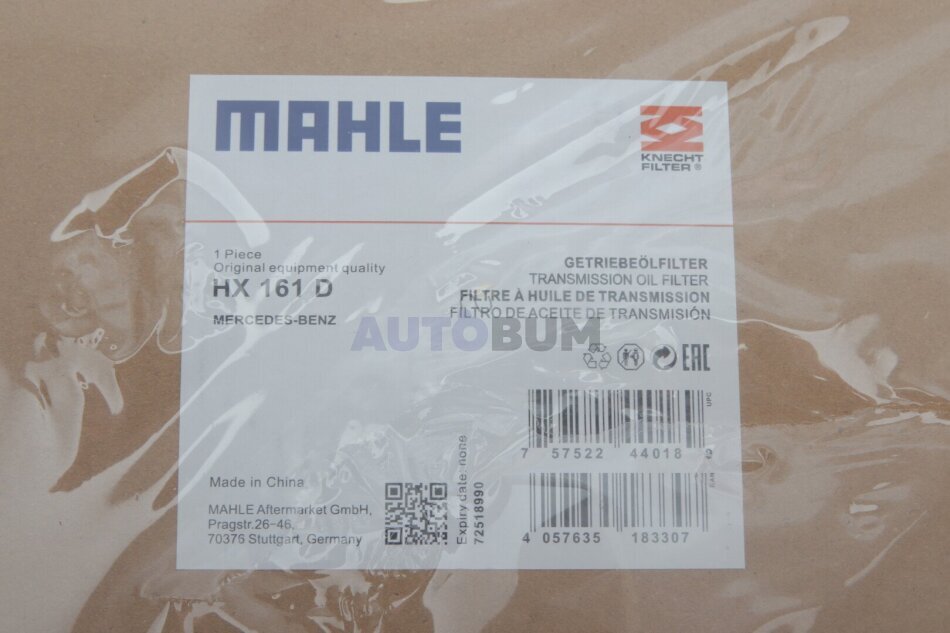 MAHLE
KNECHT
FILTER®
1 Piece
Original equipment quality
HX 161 D
MERCEDES-BENZ
GETRIEBEÖLFILTER
TRANSMISSION OIL FILTER
FILTRE À HUILE DE TRANSMISSION
FILTRO DE ACEITE DE TRANSMISIÓN
AUTOBUM
EAC
UPC
7 57522 44018 9
EAN
4 057635 183307
Expiry date: none
72518990
Made in China
MAHLE Aftermarket GmbH,
Pragstr.26–46,
70376 Stuttgart, Germany